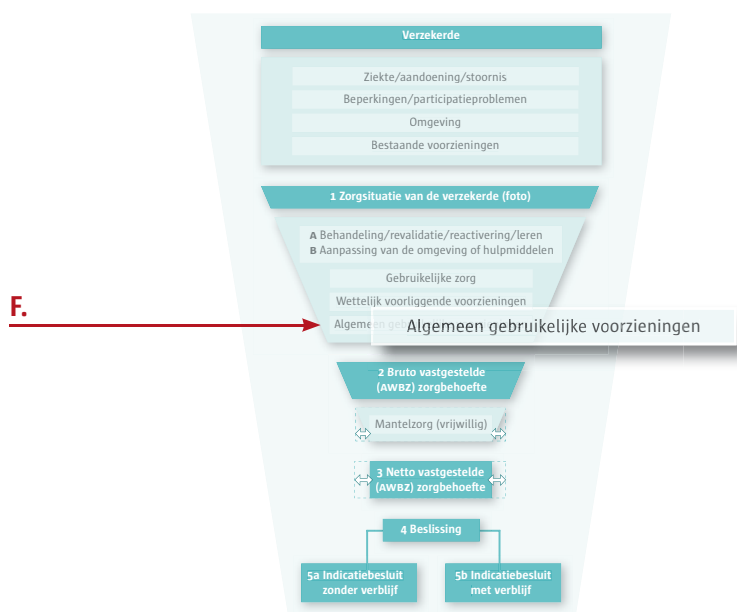 Verzekerde
Ziekte/aandoening/stoornis
Beperkingen/participatieproblemen
Omgeving
Bestaande voorzieningen
1 Zorgsituatie van de verzekerde (foto)
A Behandeling/revalidatie/reactivering/leren
B Aanpassing van de omgeving of hulpmiddelen
Gebruikelijke zorg
Wettelijk voorliggende voorzieningen
F.
Algemeen
Algemeen gebruikelijke voorzieningen
2 Bruto vastgestelde
(AWBZ) zorgbehoefte
Mantelzorg (vrijwillig)
3 Netto vastgestelde
(AWBZ) zorgbehoefte
4 Beslissing
5a Indicatiebesluit
zonder verblijf
5b Indicatiebesluit
met verblijf